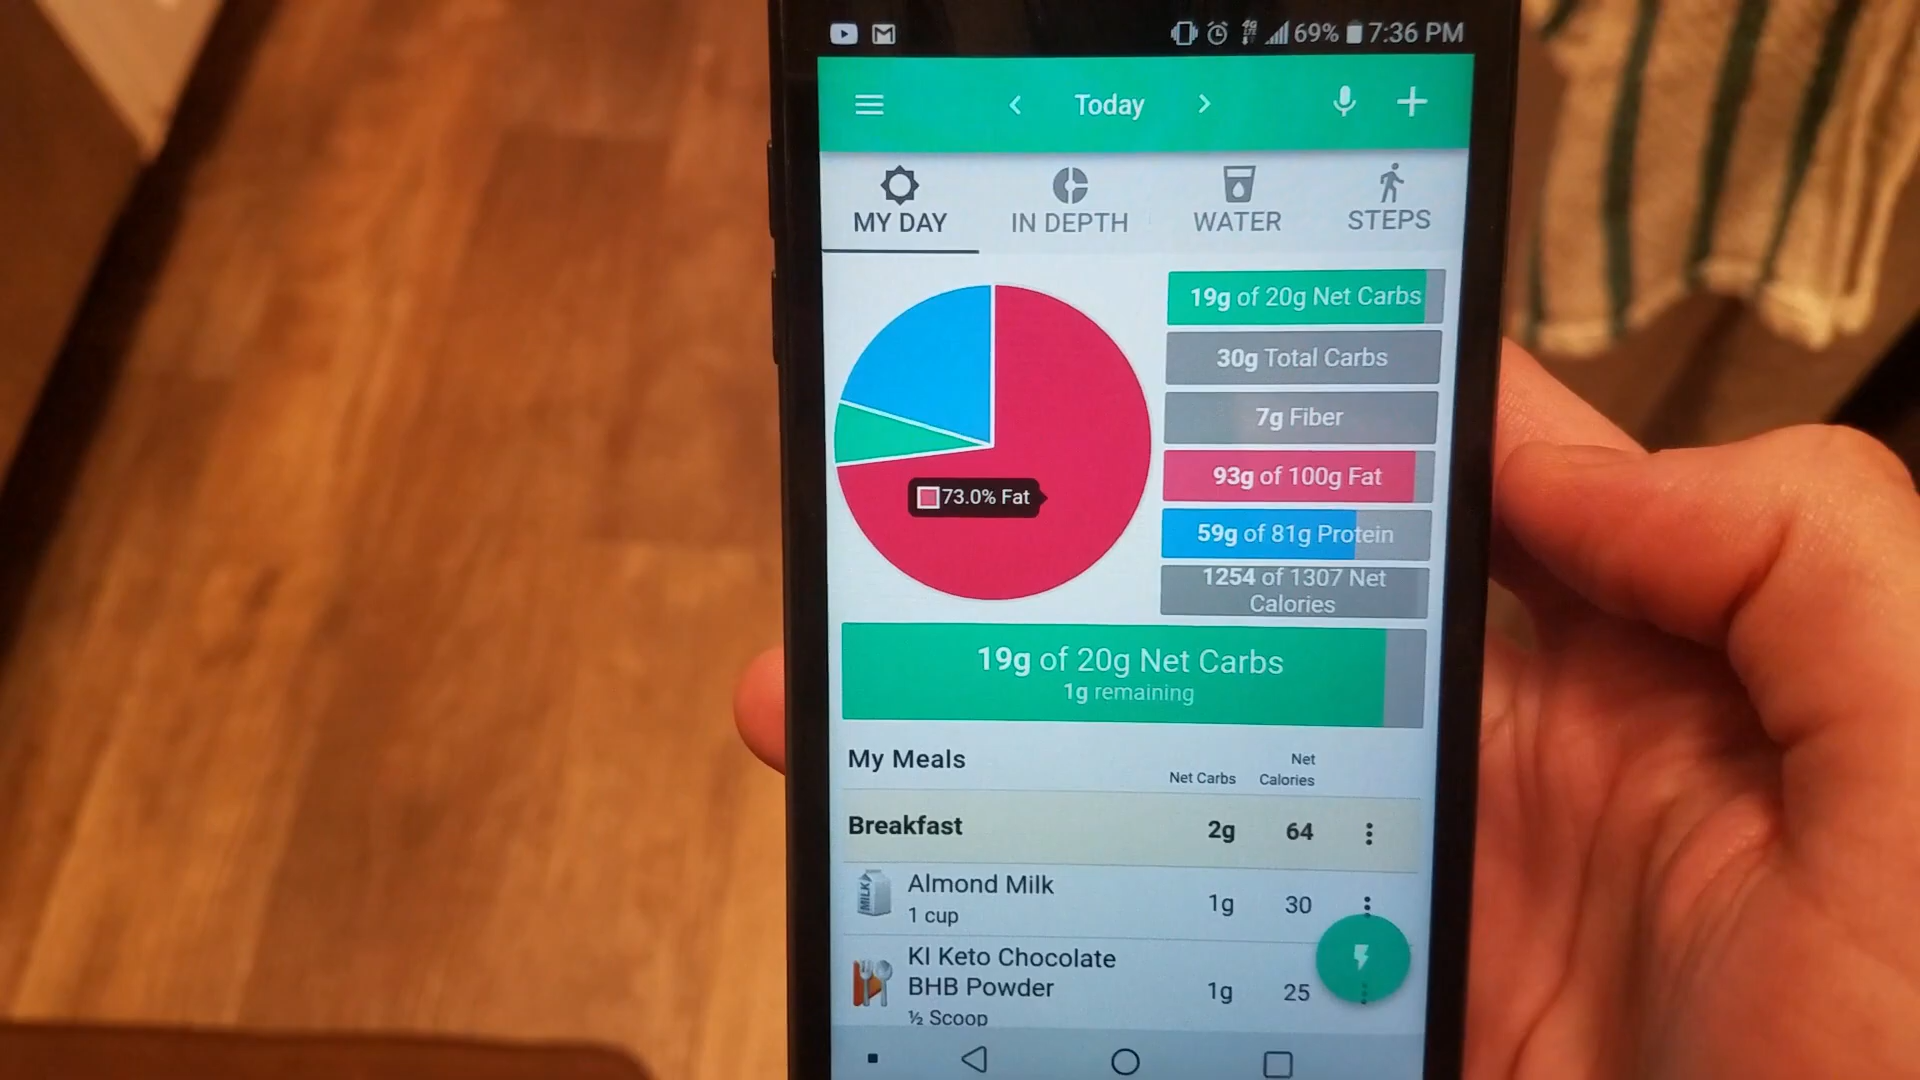 69% 7:36 PM
Today
MY DAY
IN DEPTH
WATER
STEPS
19g of 20g Net Carbs
30g Total Carbs
7g Fiber
93g of 100g Fat
73.0% Fat
59g of 81g Protein
1254 of 1307 Net
Calories
19g of 20g Net Carbs
1g remaining
My Meals
Net Carbs
Net
Calories
Breakfast 2g 64
MILK
Almond Milk
1 cup
1g 30
KI Keto Chocolate
BHB Powder
1g 25
½ Scoop